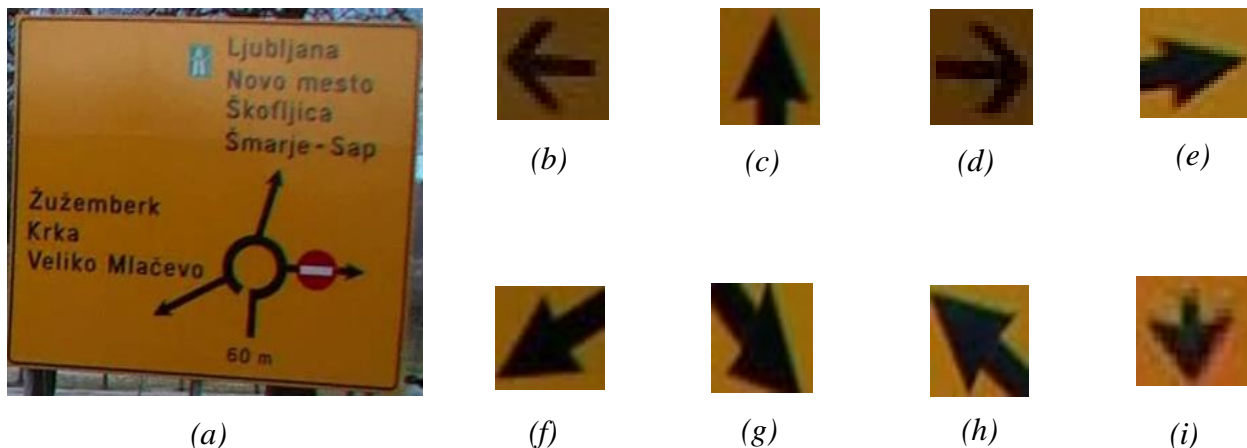 Ljubljana
Novo mesto
Škofljica
Šmarje-Sap
Žužemberk
Krka
Veliko Mlačevo
60 m
(a)
(b)
(c)
(d)
(e)
(f)
(g)
(h)
(i)